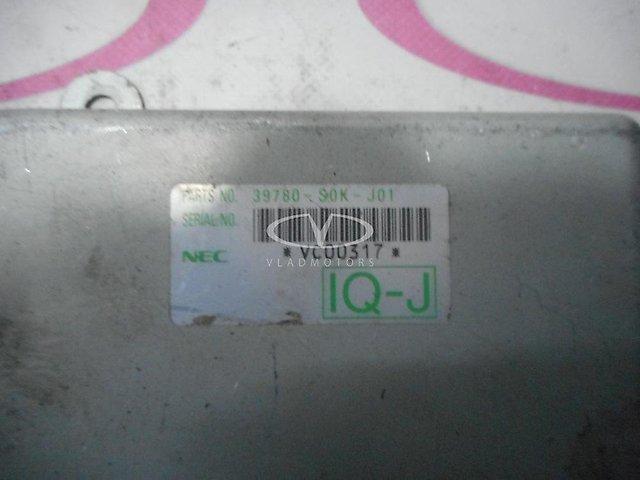 PARTS NO. 39780-S0K-J01
SERIAL NO.
*VC00317*
NEC
VLADMOTORS
IQ-J